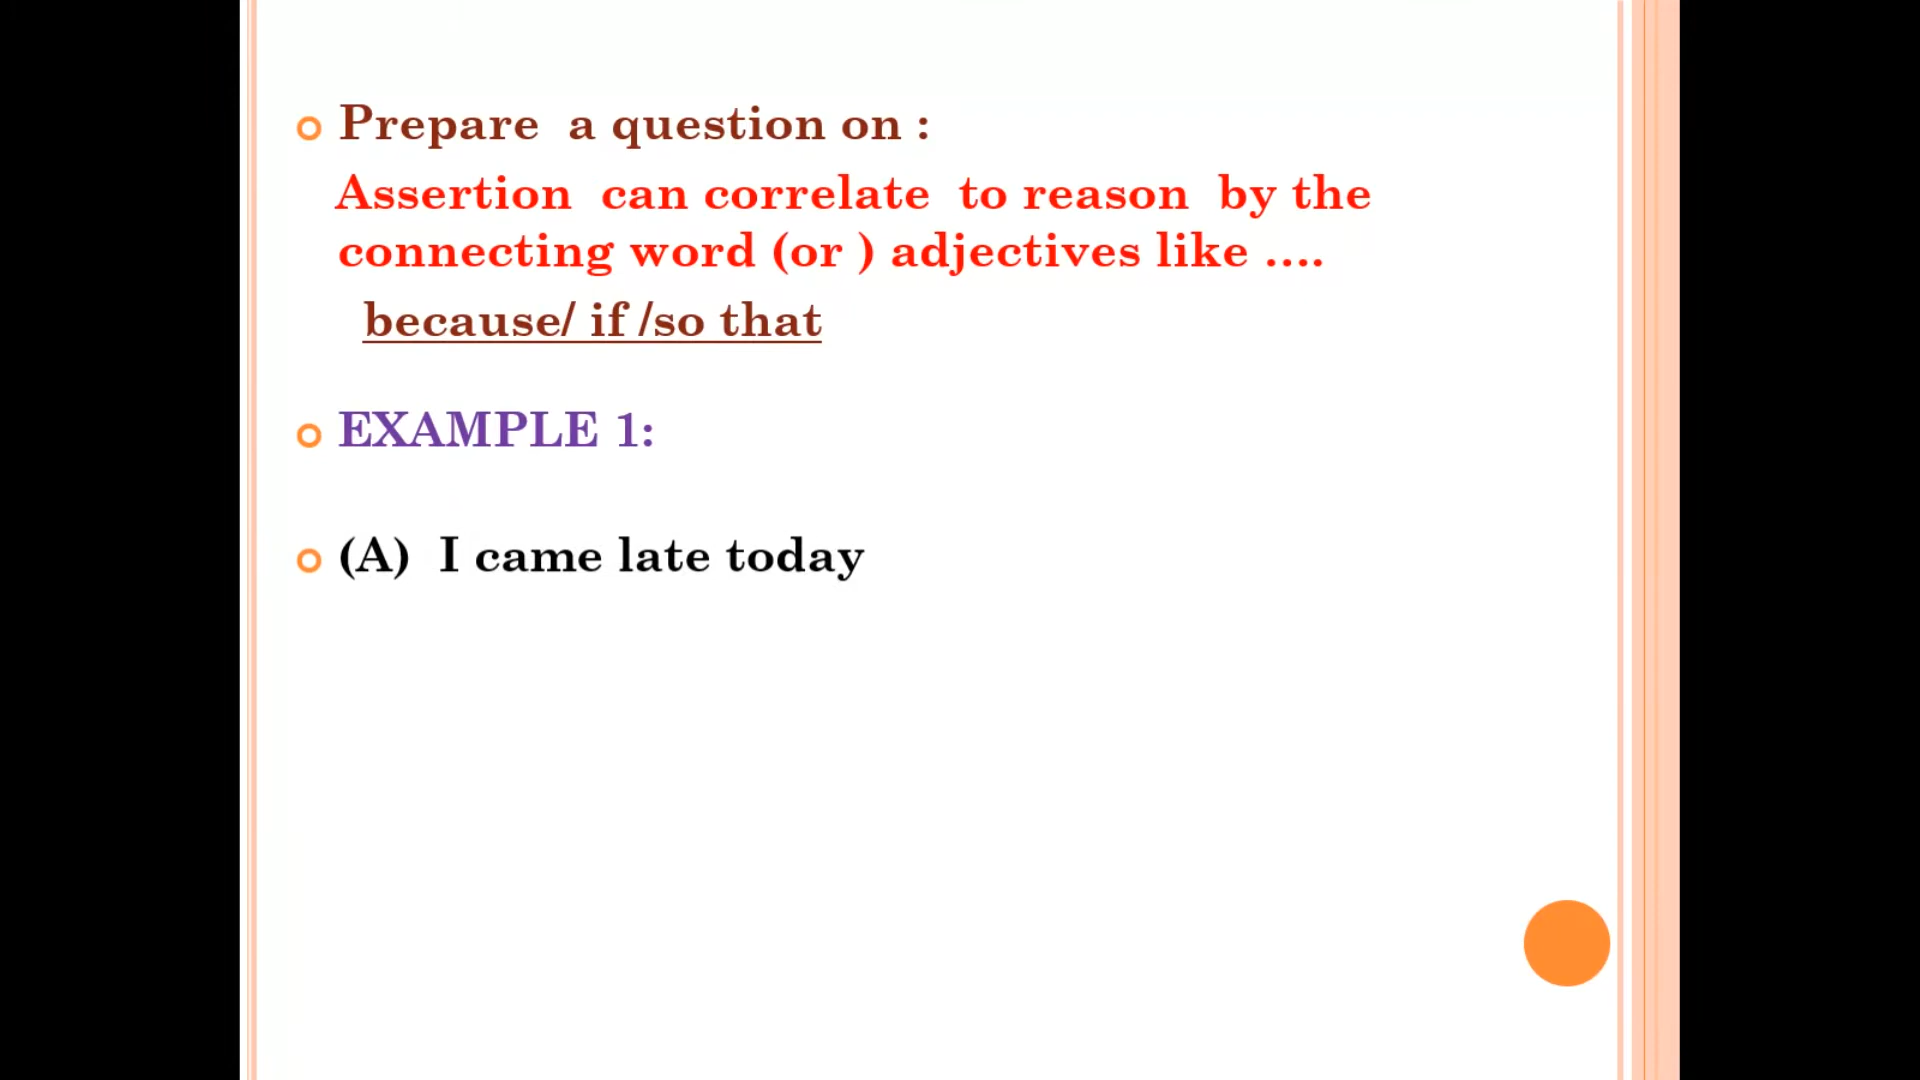 Prepare a question on :
Assertion can correlate to reason by the
connecting word (or ) adjectives like ....
because/ if /so that
EXAMPLE 1:
(A) I came late today